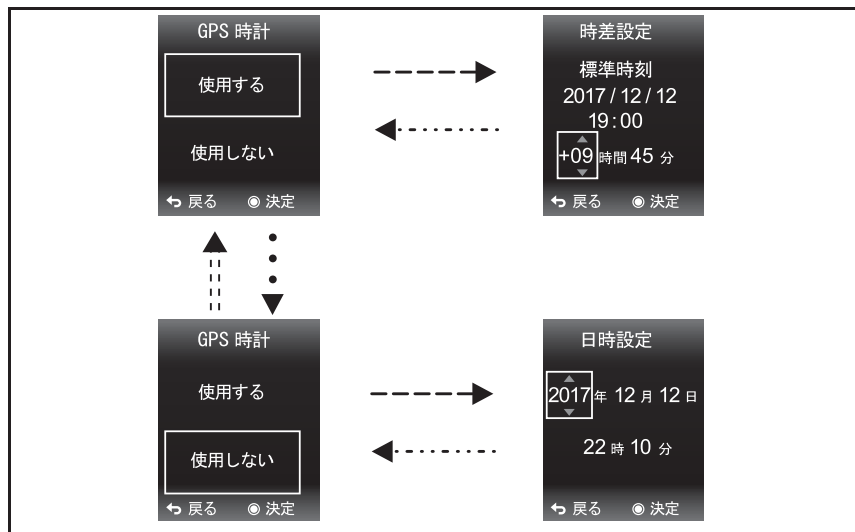 GPS 時計
使用する
使用しない
戻る ◉ 決定
時差設定
標準時刻
2017 / 12 / 12
19:00
+09 時間 45 分
戻る ◉ 決定
GPS 時計
使用する
使用しない
戻る ◉ 決定
日時設定
2017 年 12 月 12 日
22 時 10 分
戻る ◉ 決定